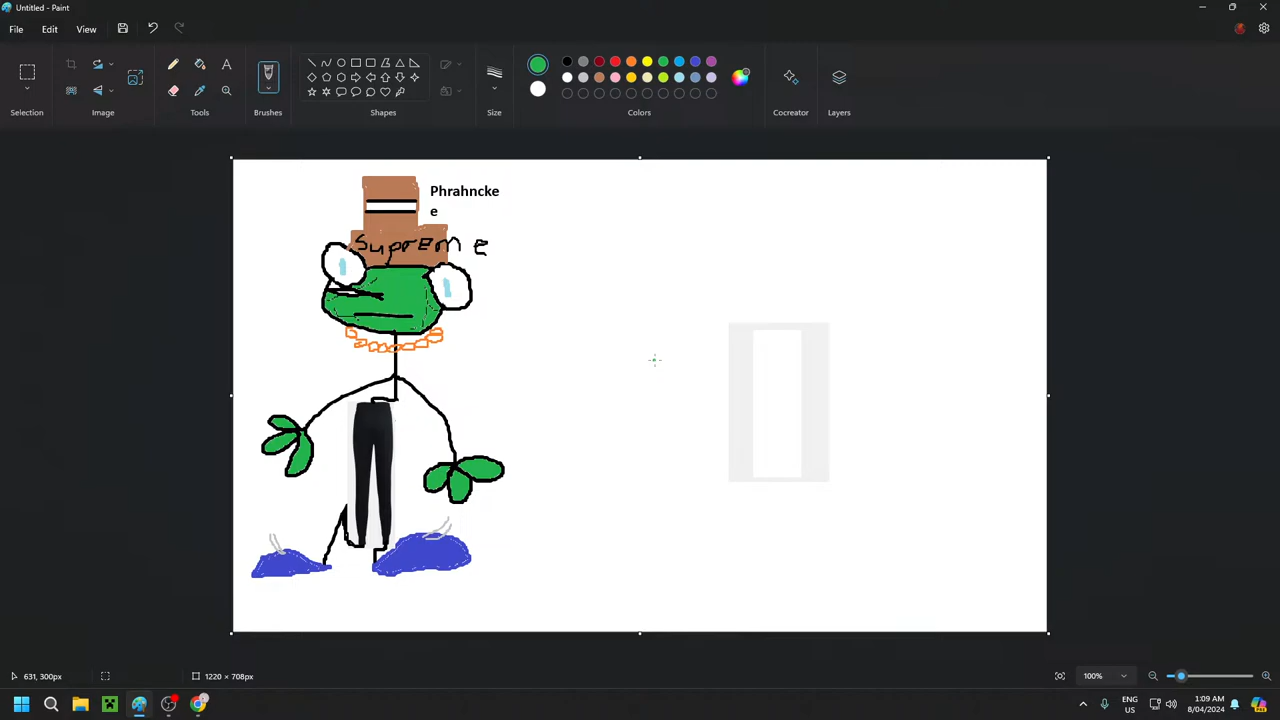 Untitled - Paint
File Edit View
Selection Image Tools Brushes Shapes Size Colors Cocreator Layers
Phrahncke
e
Supreme
631, 300px 1220 × 708px 100%
ENG 1:09 AM
US 8/04/2024